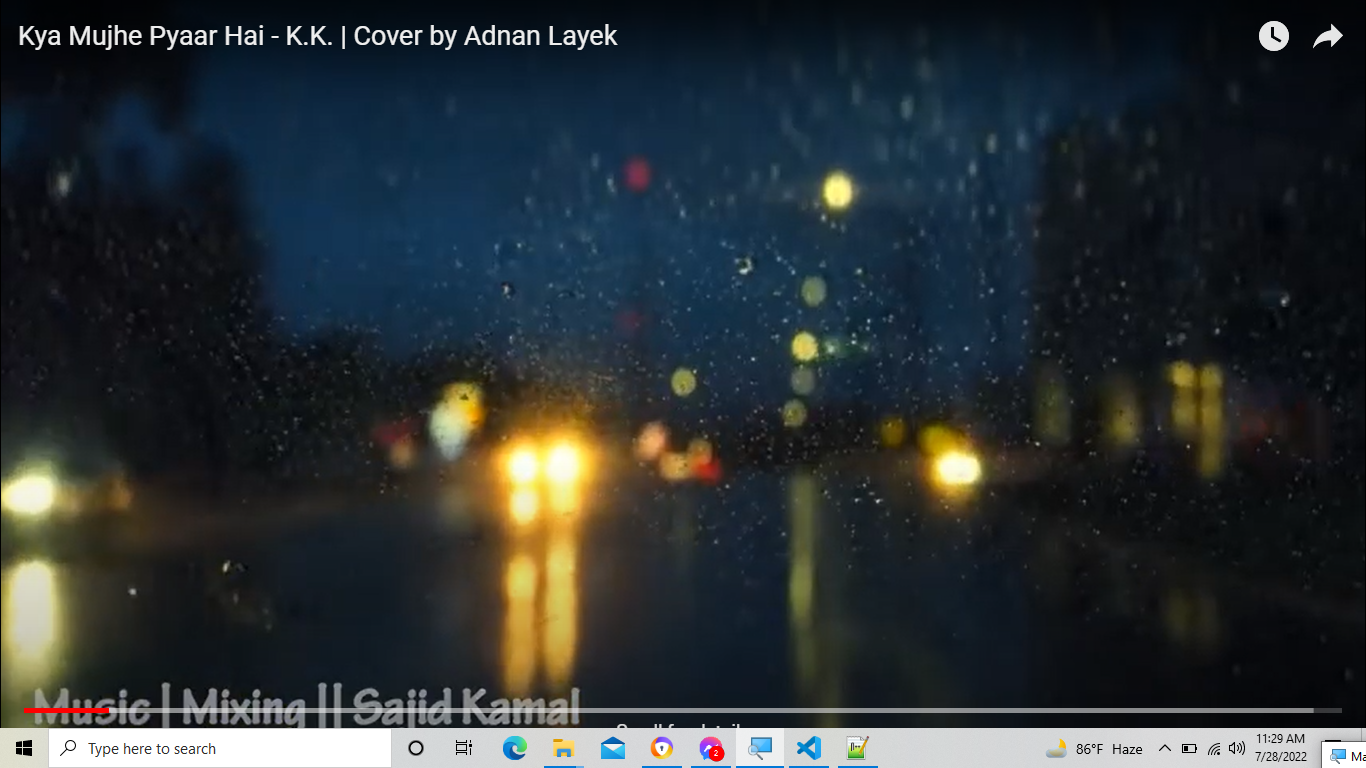 Kya Mujhe Pyaar Hai - K.K. | Cover by Adnan Layek
Music | Mixing || Sajid Kamal
Type here to search
2
86°F Haze
11:29 AM
7/28/2022
Ma